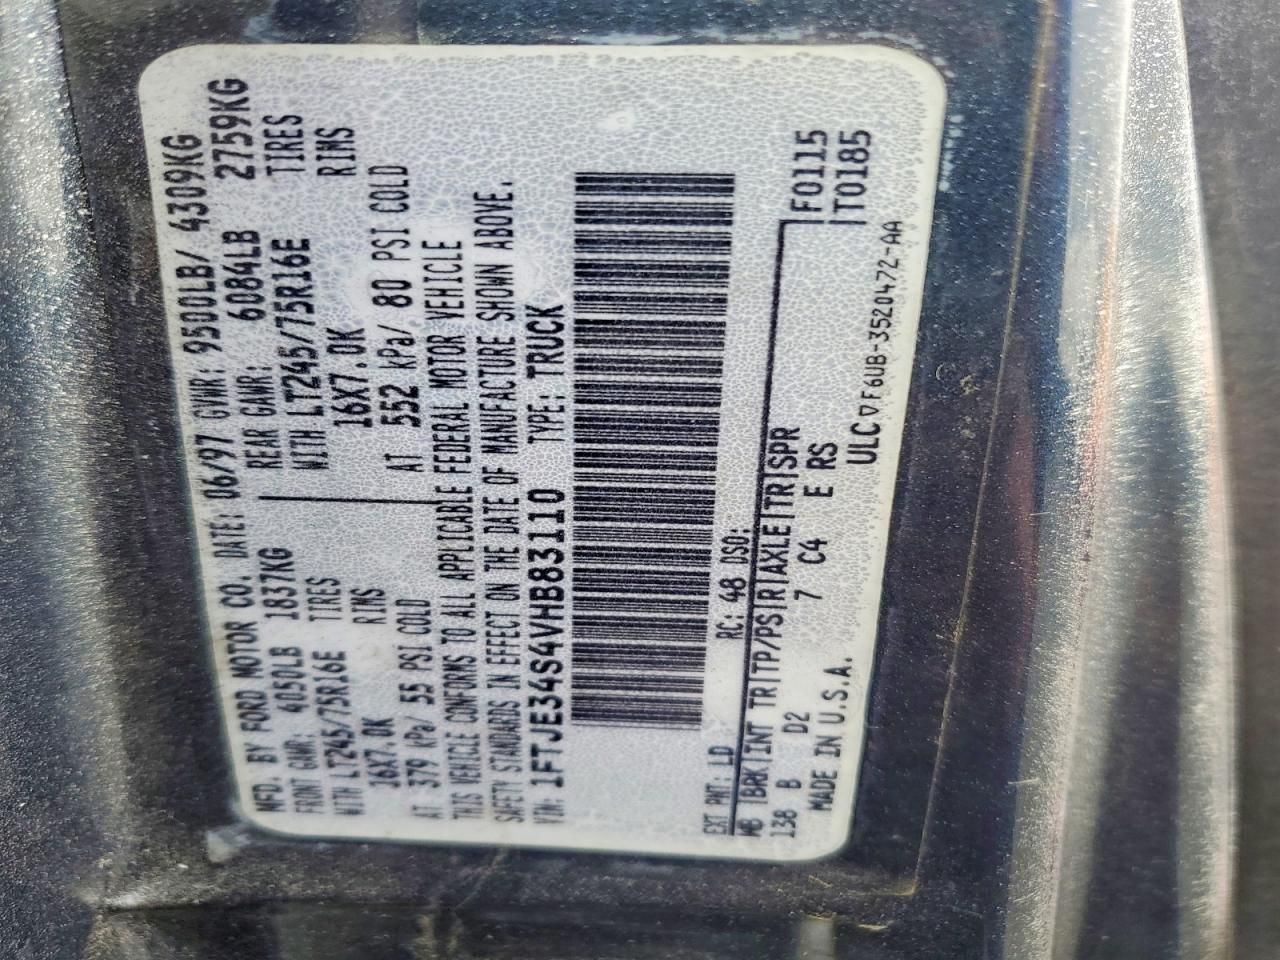 MFD. BY FORD MOTOR CO. DATE: 06/97 GVWR: 9500LB/ 4309KG
FRONT GAWR: 4050LB 1837KG REAR GAWR: 6084LB 2759KG
WITH LT245/75R16E TIRES WITH LT245/75R16E TIRES
16X7.0K RIMS 16X7.0K RIMS
AT 379 kPa/ 55 PSI COLD AT 552 kPa/ 80 PSI COLD
THIS VEHICLE CONFORMS TO ALL APPLICABLE FEDERAL MOTOR VEHICLE
SAFETY STANDARDS IN EFFECT ON THE DATE OF MANUFACTURE SHOWN ABOVE.
VIN: 1FTJE34S4VHB83110 TYPE: TRUCK
EXT PNT: LD RC: 48 DSO:
WB |BRK|INT TR|TP/PS|R|AXLE|TR|SPR F0115
138 B D2 7 C4 E RS T0185
MADE IN U.S.A. ULC▽F6UB-3520472-AA